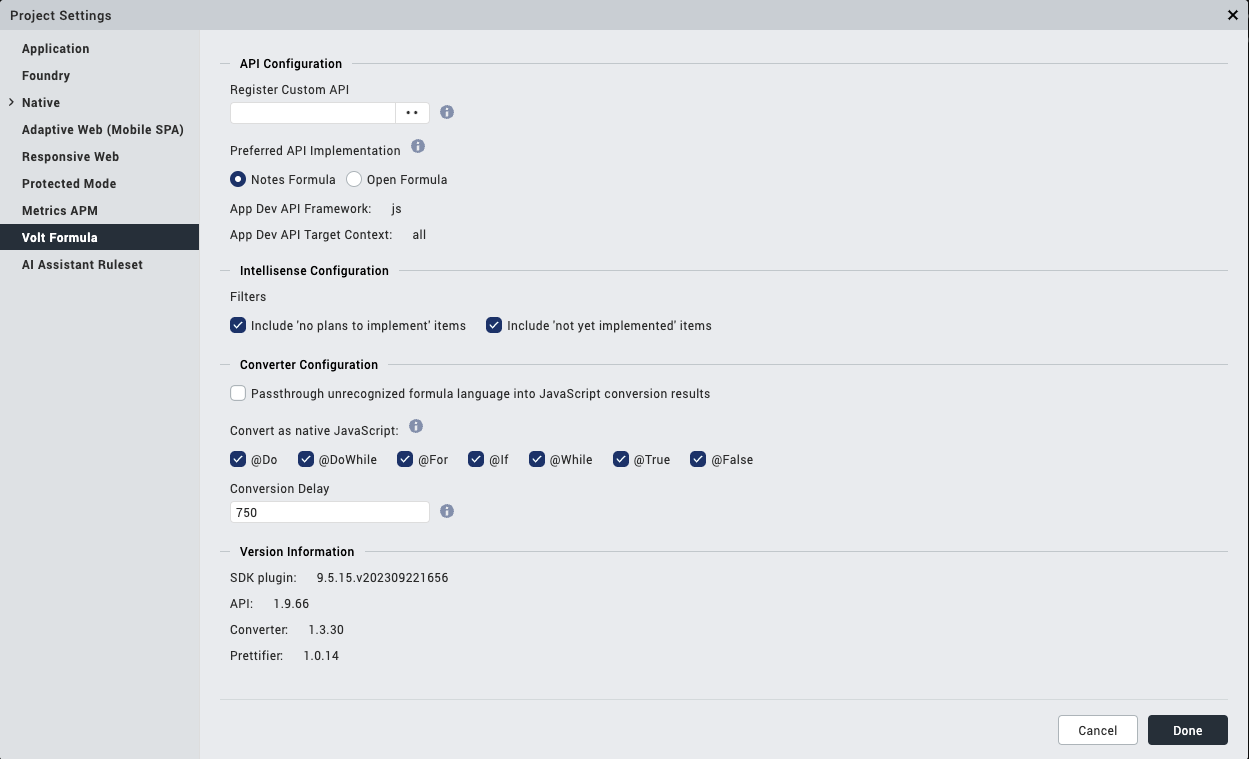 Project Settings
Application
Foundry
Native
Adaptive Web (Mobile SPA)
Responsive Web
Protected Mode
Metrics APM
Volt Formula
AI Assistant Ruleset
API Configuration
Register Custom API
Preferred API Implementation
Notes Formula Open Formula
App Dev API Framework: js
App Dev API Target Context: all
Intellisense Configuration
Filters
Include 'no plans to implement' items Include 'not yet implemented' items
Converter Configuration
Passthrough unrecognized formula language into JavaScript conversion results
Convert as native JavaScript:
@Do @DoWhile @For @If @While @True @False
Conversion Delay
750
Version Information
SDK plugin: 9.5.15.v202309221656
API: 1.9.66
Converter: 1.3.30
Prettifier: 1.0.14
Cancel Done